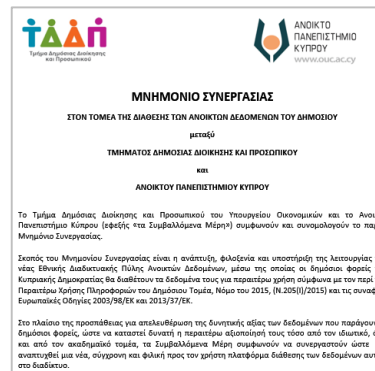 ΤΔΔΠ
Τμήμα Δημόσιας Διοίκησης
και Προσωπικού
ΑΝΟΙΚΤΟ
ΠΑΝΕΠΙΣΤΗΜΙΟ
ΚΥΠΡΟΥ
www.ouc.ac.cy
ΜΝΗΜΟΝΙΟ ΣΥΝΕΡΓΑΣΙΑΣ
ΣΤΟΝ ΤΟΜΕΑ ΤΗΣ ΔΙΑΘΕΣΗΣ ΤΩΝ ΑΝΟΙΚΤΩΝ ΔΕΔΟΜΕΝΩΝ ΤΟΥ ΔΗΜΟΣΙΟΥ
μεταξύ
ΤΜΗΜΑΤΟΣ ΔΗΜΟΣΙΑΣ ΔΙΟΙΚΗΣΗΣ ΚΑΙ ΠΡΟΣΩΠΙΚΟΥ
και
ΑΝΟΙΚΤΟΥ ΠΑΝΕΠΙΣΤΗΜΙΟΥ ΚΥΠΡΟΥ
Το Τμήμα Δημόσιας Διοίκησης και Προσωπικού του Υπουργείου Οικονομικών και το Ανοι
Πανεπιστήμιο Κύπρου (εφεξής «τα Συμβαλλόμενα Μέρη») συμφωνούν και συνομολογούν το πα
Μνημόνιο Συνεργασίας.
Σκοπός του Μνημονίου Συνεργασίας είναι η ανάπτυξη, φιλοξενία και υποστήριξη της λειτουργίας
νέας Εθνικής Διαδικτυακής Πύλης Ανοικτών Δεδομένων, μέσω της οποίας οι δημόσιοι φορείς
Κυπριακής Δημοκρατίας θα διαθέτουν τα δεδομένα τους για περαιτέρω χρήση σύμφωνα με τον περί
Περαιτέρω Χρήσης Πληροφοριών του Δημόσιου Τομέα, Νόμο του 2015, (Ν.205(Ι)/2015) και τις συναφ
Ευρωπαϊκές Οδηγίες 2003/98/ΕΚ και 2013/37/ΕΚ.
Στο πλαίσιο της προσπάθειας για απελευθέρωση της δυνητικής αξίας των δεδομένων που παράγου
δημόσιοι φορείς, ώστε να καταστεί δυνατή η περαιτέρω αξιοποίησή τους τόσο από τον ιδιωτικό,
και από τον ακαδημαϊκό τομέα, τα Συμβαλλόμενα Μέρη συμφωνούν να συνεργαστούν ώστε
αναπτυχθεί μια νέα, σύγχρονη και φιλική προς τον χρήστη πλατφόρμα διάθεσης των δεδομένων αυτ
στο διαδίκτυο.